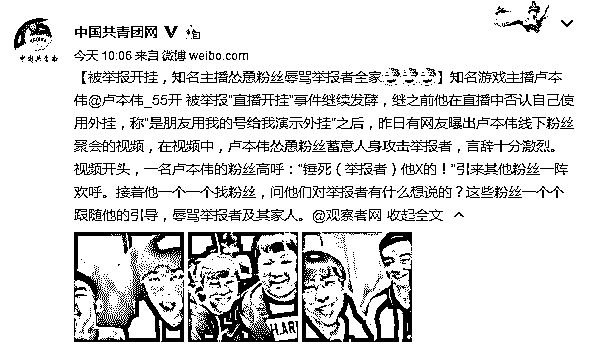 中国共青团网
今天 10:06 来自 微博 weibo.com
【被举报开挂，知名主播怂恿粉丝辱骂举报者全家】知名游戏主播卢本
伟@卢本伟_55开 被举报"直播开挂"事件继续发酵，继之前他在直播中否认自己使
用外挂，称"是朋友用我的号给我演示外挂"之后，昨日有网友曝出卢本伟线下粉丝
聚会的视频，在视频中，卢本伟怂恿粉丝蓄意人身攻击举报者，言辞十分激烈。
视频开头，一名卢本伟的粉丝高呼："锤死（举报者）他X的！"引来其他粉丝一阵
欢呼。接着他一个一个找粉丝，问他们对举报者有什么想说的？这些粉丝一个个
跟随他的引导，辱骂举报者及其家人。@观察者网 收起全文
中国共青团